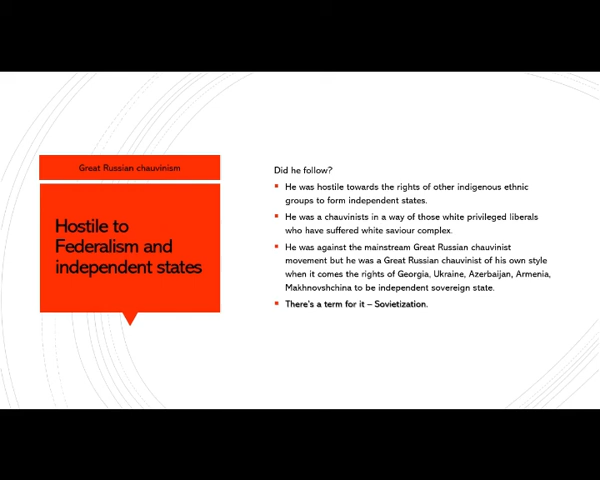 Great Russian chauvinism
Hostile to
Federalism and
independent states
Did he follow?
He was hostile towards the rights of other indigenous ethnic
groups to form independent states.
He was a chauvinists in a way of those white privileged liberals
who have suffered white saviour complex.
He was against the mainstream Great Russian chauvinist
movement but he was a Great Russian chauvinist of his own style
when it comes the rights of Georgia, Ukraine, Azerbaijan, Armenia,
Makhnovshchina to be independent sovereign state.
There's a term for it – Sovietization.